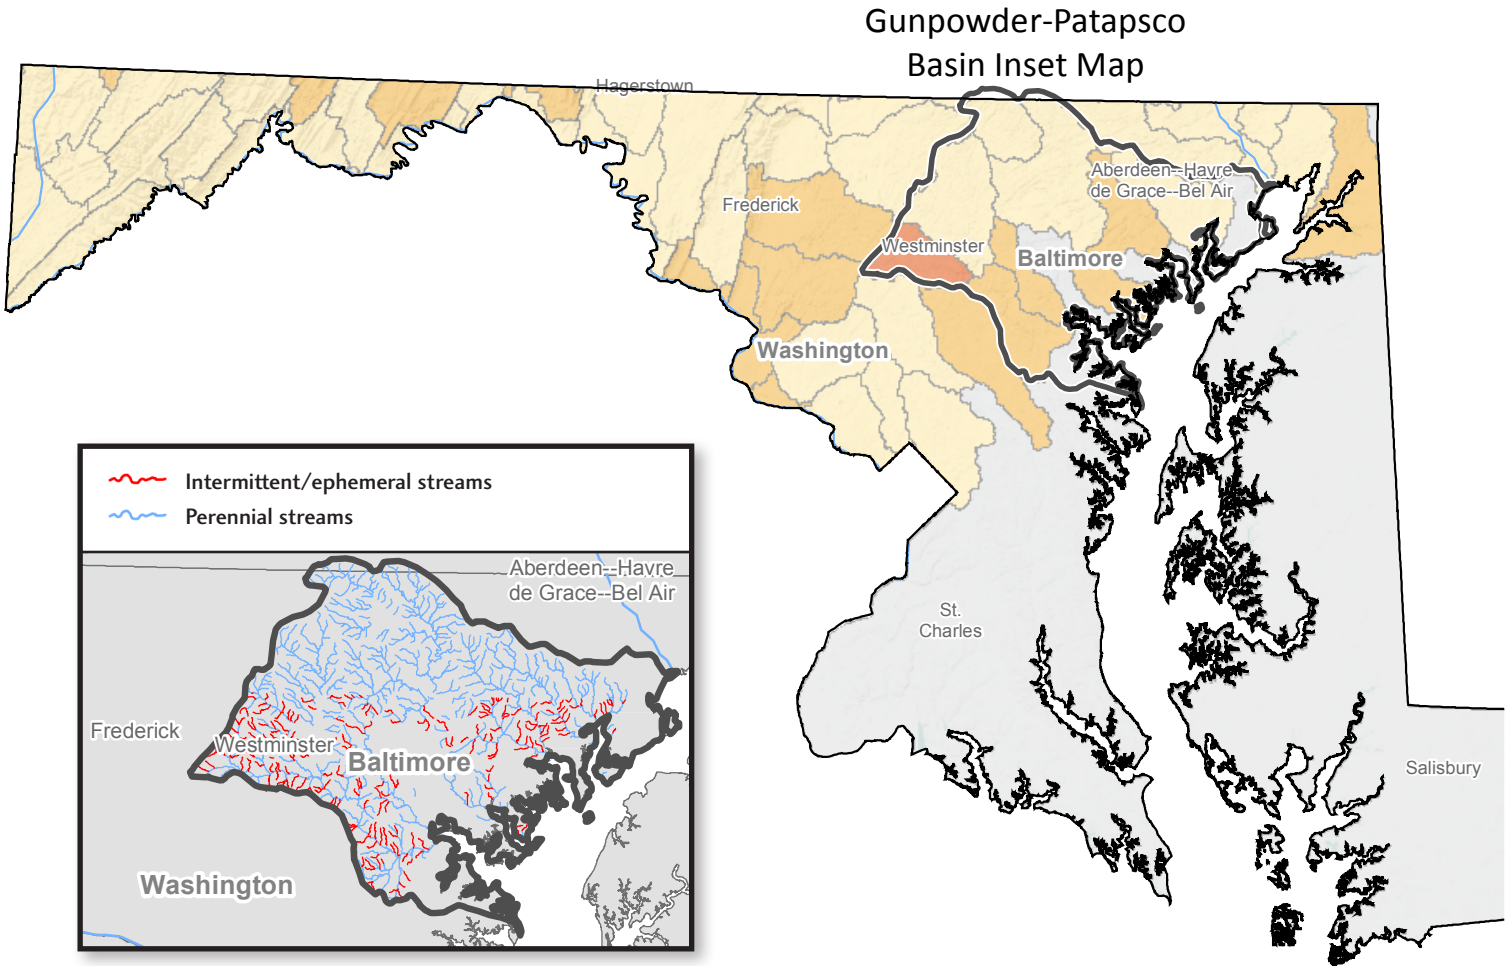 Gunpowder-Patapsco
Basin Inset Map
Hagerstown
Aberdeen--Havre
de Grace--Bel Air
Frederick
Westminster
Baltimore
Washington
St.
Charles
Salisbury
Intermittent/ephemeral streams
Perennial streams
Aberdeen--Havre
de Grace--Bel Air
Frederick
Westminster
Baltimore
Washington